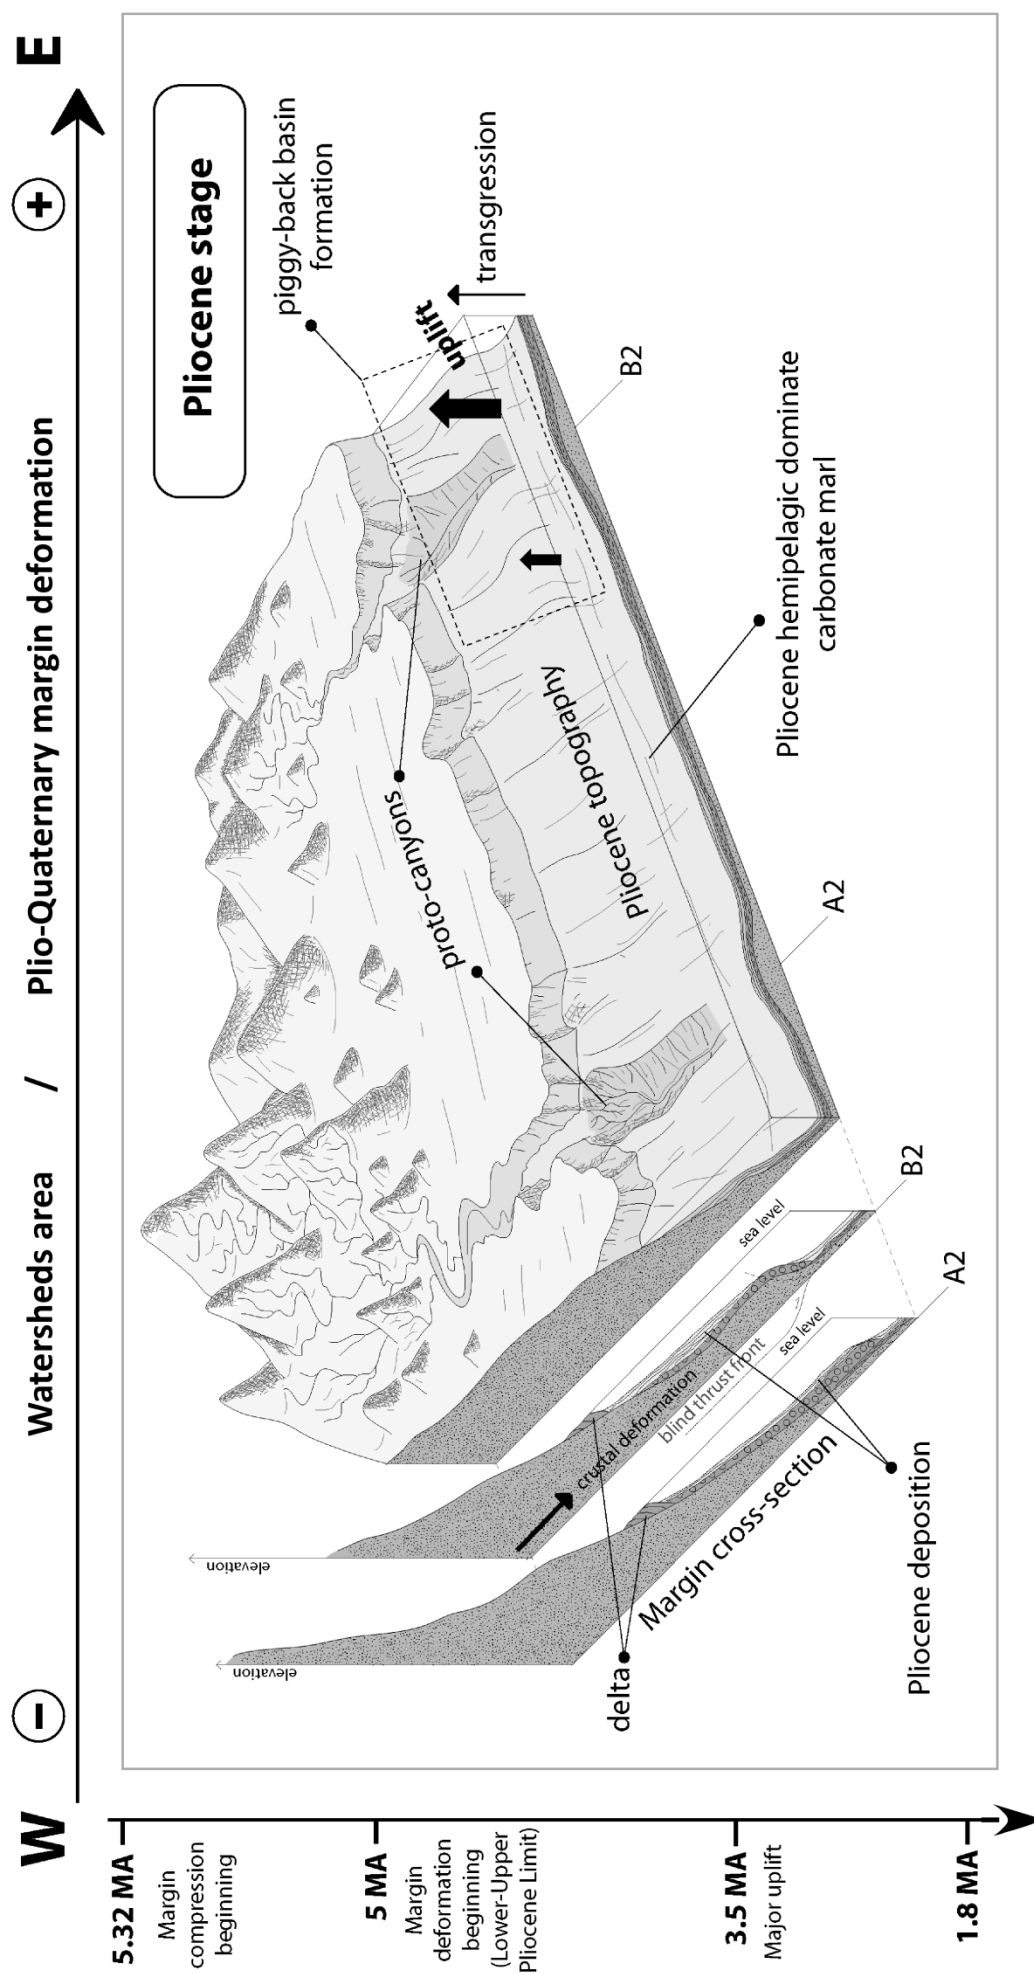 W
−
Watersheds area / Plio-Quaternary margin deformation
+
E
5.32 MA
Margin
compression
beginning
5 MA
Margin
deformation
beginning
(Lower-Upper
Pliocene Limit)
3.5 MA
Major uplift
1.8 MA
Pliocene stage
piggy-back basin
formation
uplift
transgression
proto-canyons
Pliocene topography
B2
A2
Pliocene hemipelagic dominate
carbonate marl
elevation
elevation
crustal deformation
blind thrust front
sea level
sea level
B2
A2
delta
Margin cross-section
Pliocene deposition